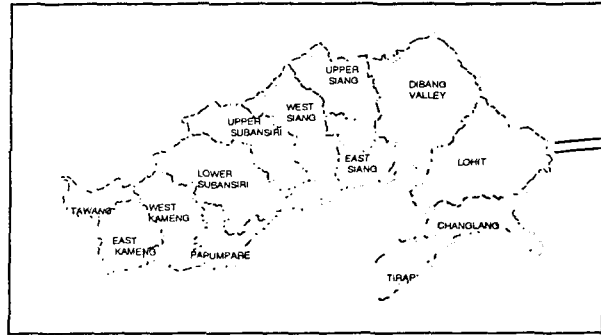 UPPER
SIANG
DIBANG
VALLEY
WEST
SIANG
UPPER
SUBANSIRI
EAST
SIANG
LOHIT
LOWER
SUBANSIRI
TAWANG
WEST
KAMENG
CHANGLANG
EAST
KAMENG
PAPUMPARE
TIRAP